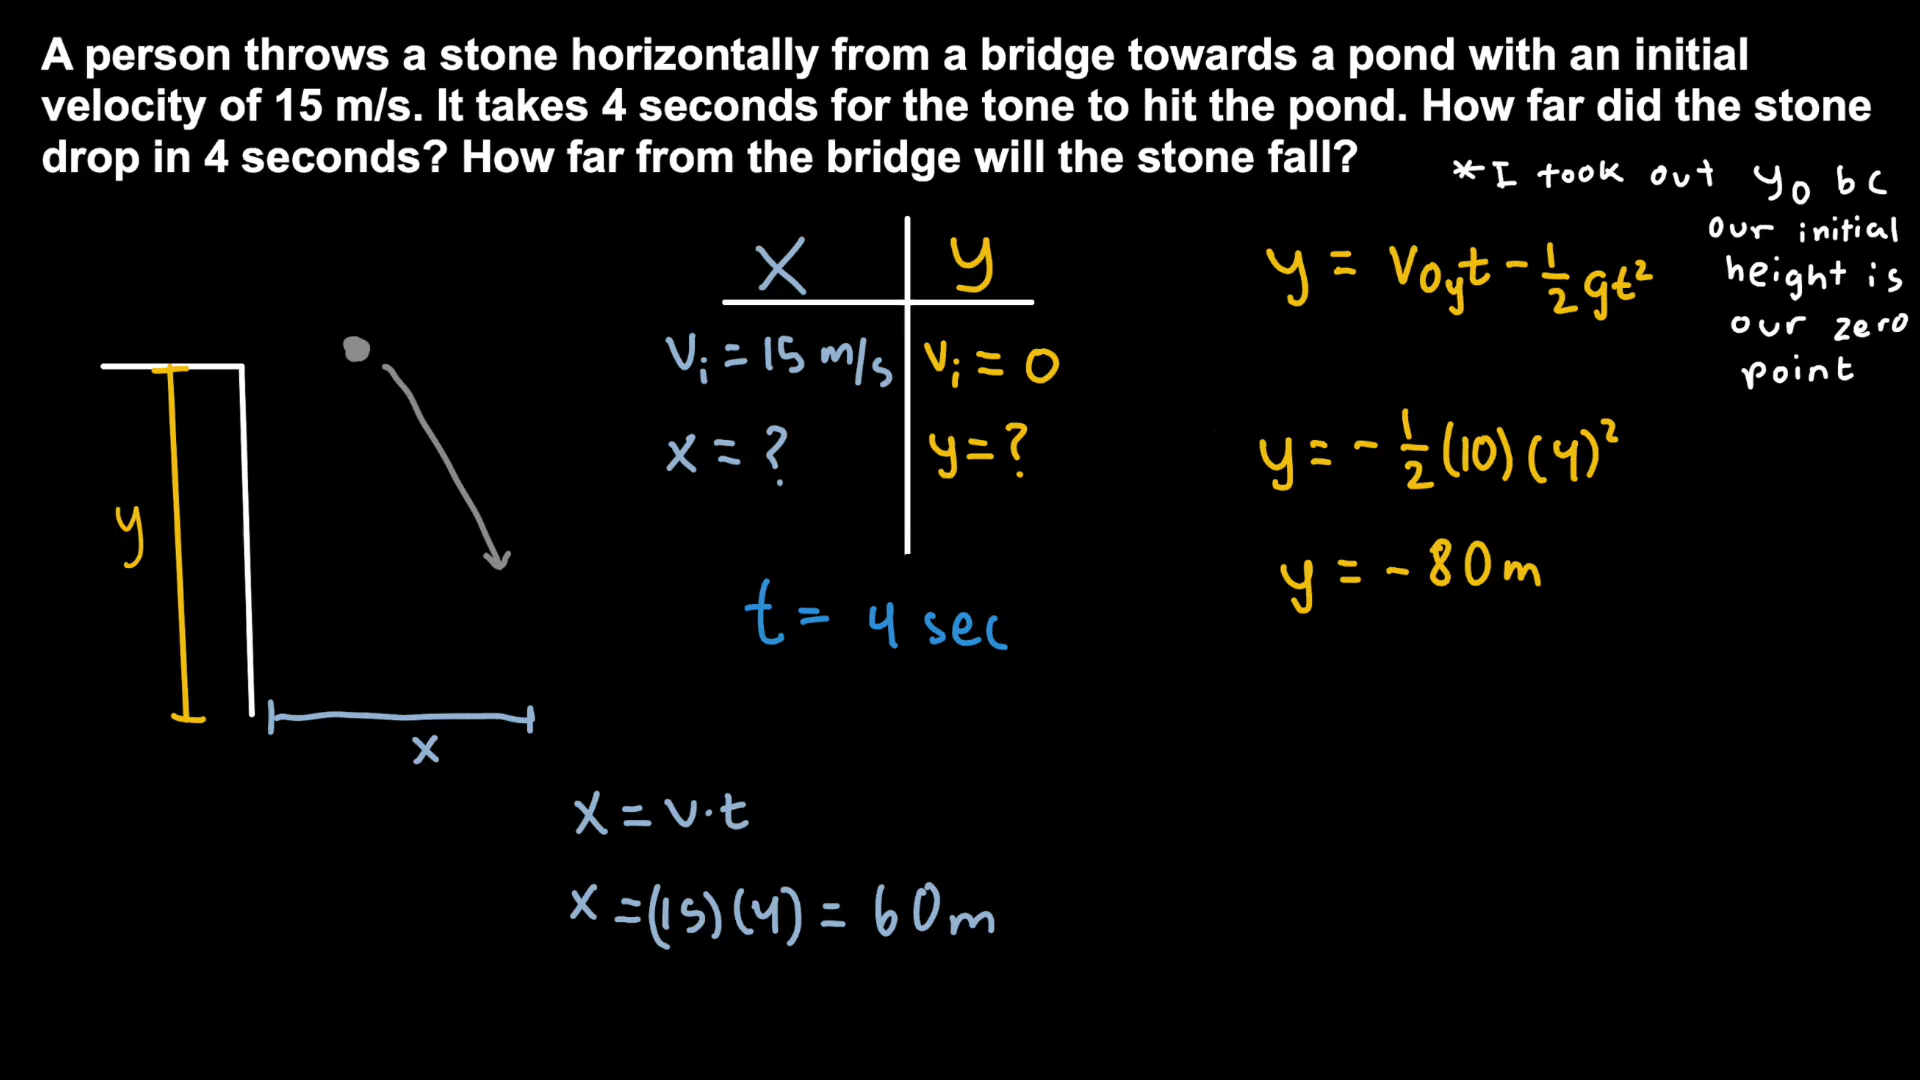 A person throws a stone horizontally from a bridge towards a pond with an initial
velocity of 15 m/s. It takes 4 seconds for the tone to hit the pond. How far did the stone
drop in 4 seconds? How far from the bridge will the stone fall?
*I took out y₀ bc
our initial
height is
our zero
point
x y
vᵢ = 15 m/s vᵢ = 0
x = ? y = ?
t = 4 sec
y = v₀yt - 1/2 gt²
y = - 1/2 (10)(4)²
y = - 80m
y
x
x = v·t
x = (15)(4) = 60m